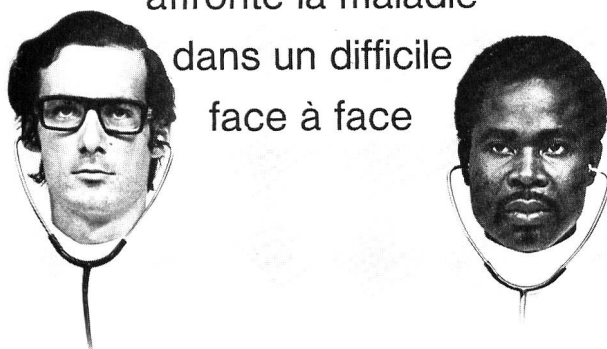 affronte la maladie
dans un difficile
face à face